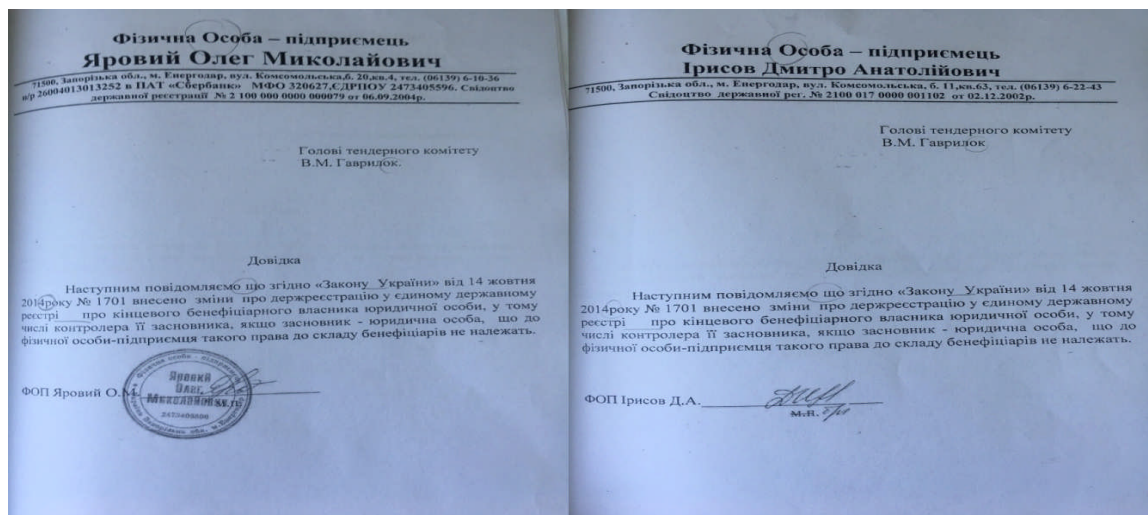 Фізична Особа – підприємець
Яровий Олег Миколайович
71500, Запорізька обл., м. Енергодар, вул. Комсомольська,б. 20,кв.4, тел. (06139) 6-10-36
п/р 26004013013252 в ПАТ «Сбербанк» МФО 320627,ЄДРПОУ 2473405596. Свідоцтво
державної реєстрації № 2 100 000 0000 000079 от 06.09.2004р.
Голові тендерного комітету
В.М. Гаврилок.
Довідка
Наступним повідомляємо що згідно «Закону України» від 14 жовтня
2014року № 1701 внесено зміни про держреєстрацію у єдиному державному
реєстрі про кінцевого бенефіціарного власника юридичної особи, у тому
числі контролера її засновника, якщо засновник - юридична особа, що до
фізичної особи-підприємця такого права до складу бенефіціарів не належать.
ФОП Яровий О.М.
Яровий
Олег
Миколайович
2473405596
Фізична Особа – підприємець
Ірисов Дмитро Анатолійович
71500, Запорізька обл., м. Енергодар, вул. Комсомольська, б. 11,кв.63, тел. (06139) 6-22-43
Свідоцтво державної рег. № 2100 017 0000 001102 от 02.12.2002р.
Голові тендерного комітету
В.М. Гаврилок
Довідка
Наступним повідомляємо що згідно «Закону України» від 14 жовтня
2014року № 1701 внесено зміни про держреєстрацію у єдиному державному
реєстрі про кінцевого бенефіціарного власника юридичної особи, у тому
числі контролера її засновника, якщо засновник - юридична особа, що до
фізичної особи-підприємця такого права до складу бенефіціарів не належать.
ФОП Ірисов Д.А.
М.П. б/п